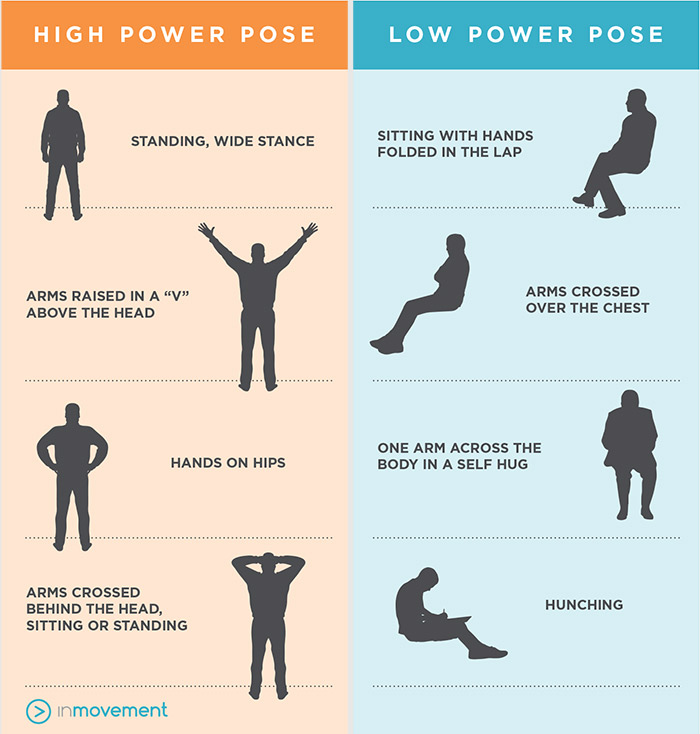 HIGH POWER POSE
STANDING, WIDE STANCE
ARMS RAISED IN A “V”
ABOVE THE HEAD
HANDS ON HIPS
ARMS CROSSED
BEHIND THE HEAD,
SITTING OR STANDING
inmovement
LOW POWER POSE
SITTING WITH HANDS
FOLDED IN THE LAP
ARMS CROSSED
OVER THE CHEST
ONE ARM ACROSS THE
BODY IN A SELF HUG
HUNCHING